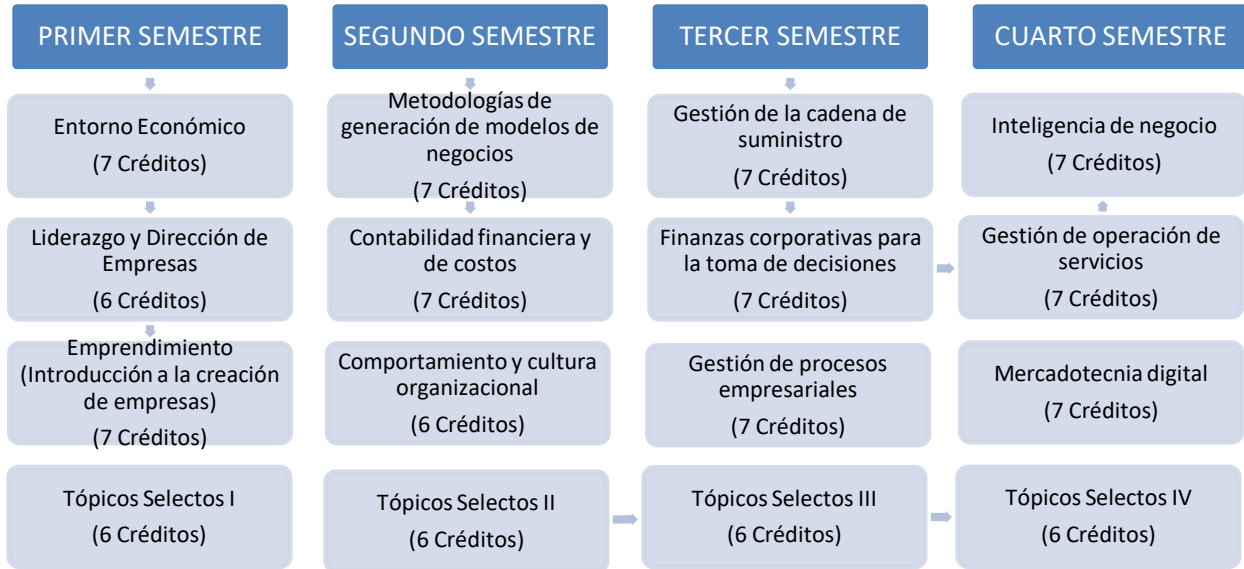 PRIMER SEMESTRE
Entorno Económico
(7 Créditos)
Liderazgo y Dirección de
Empresas
(6 Créditos)
Emprendimiento
(Introducción a la creación
de empresas)
(7 Créditos)
Tópicos Selectos I
(6 Créditos)
SEGUNDO SEMESTRE
Metodologías de
generación de modelos de
negocios
(7 Créditos)
Contabilidad financiera y
de costos
(7 Créditos)
Comportamiento y cultura
organizacional
(6 Créditos)
Tópicos Selectos II
(6 Créditos)
TERCER SEMESTRE
Gestión de la cadena de
suministro
(7 Créditos)
Finanzas corporativas para
la toma de decisiones
(7 Créditos)
Gestión de procesos
empresariales
(7 Créditos)
Tópicos Selectos III
(6 Créditos)
CUARTO SEMESTRE
Inteligencia de negocio
(7 Créditos)
Gestión de operación de
servicios
(7 Créditos)
Mercadotecnia digital
(7 Créditos)
Tópicos Selectos IV
(6 Créditos)